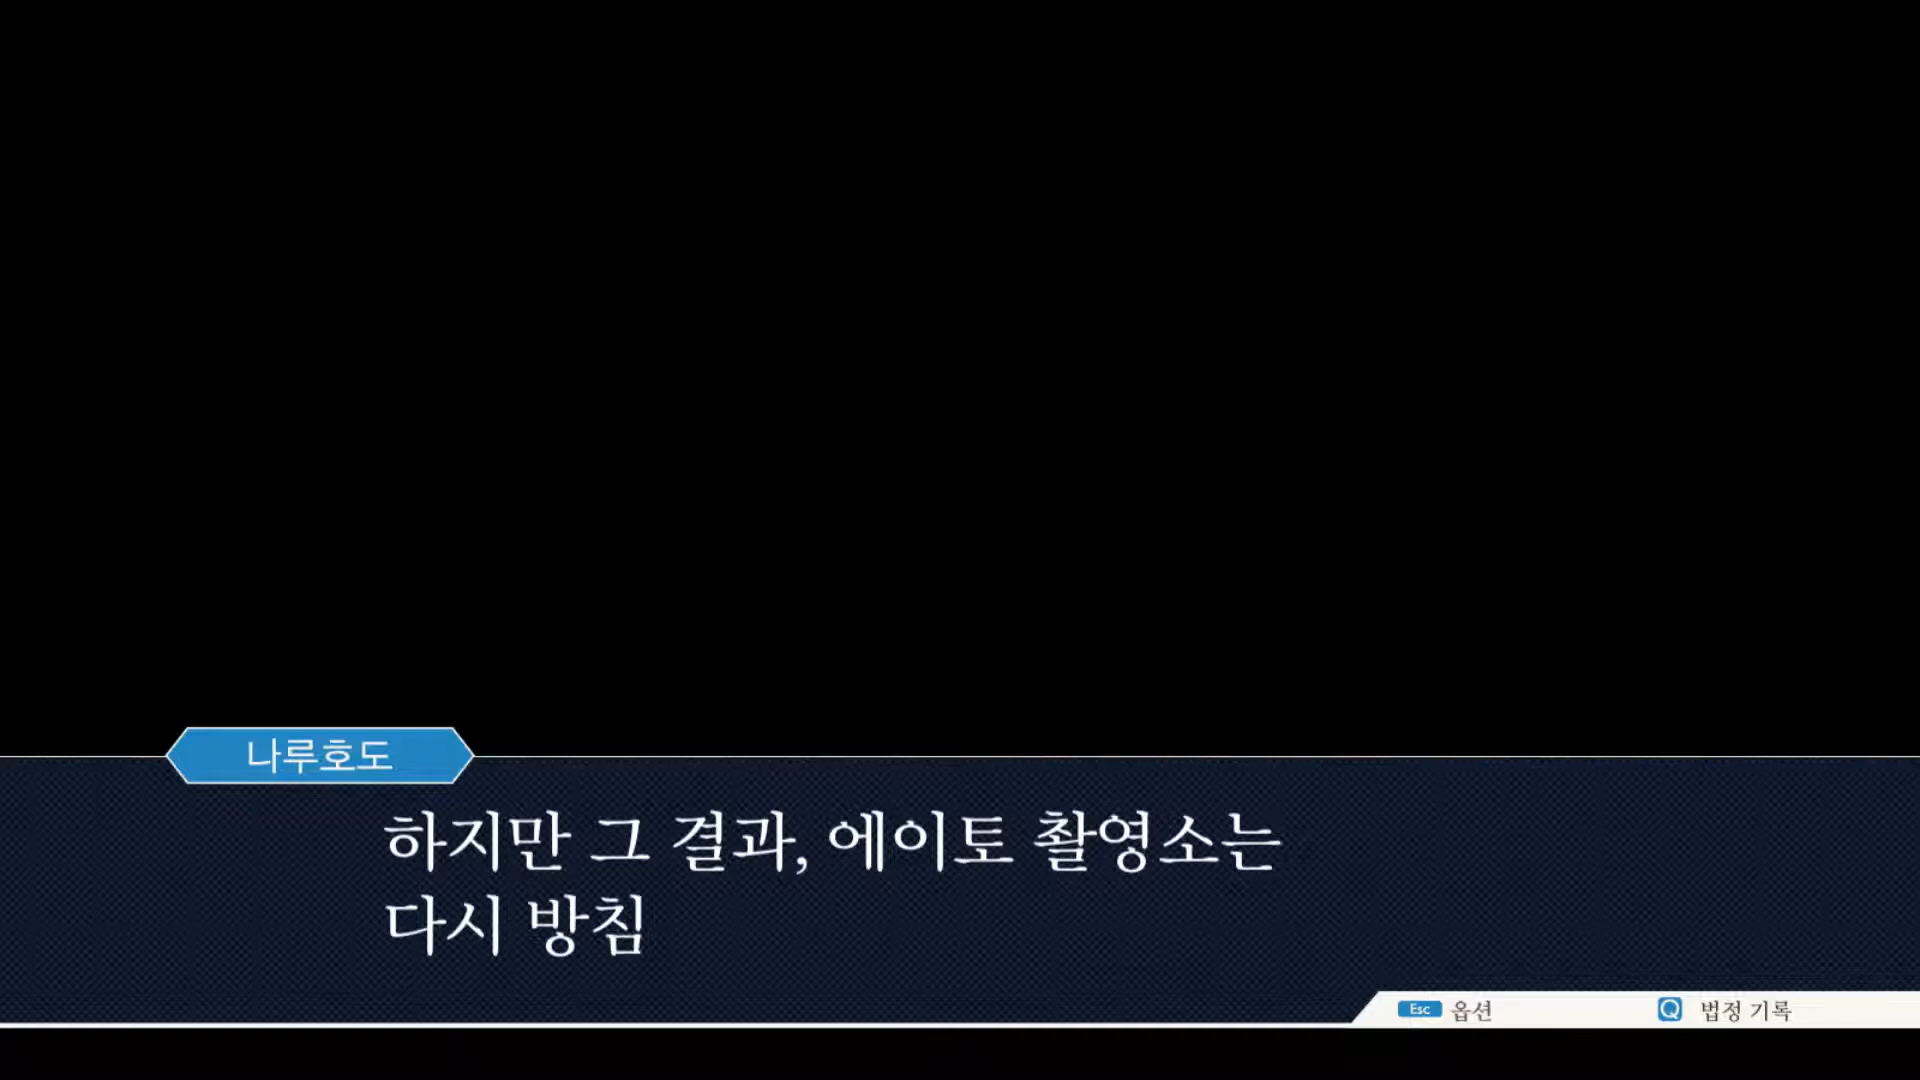 나루호도
하지만 그 결과, 에이토 촬영소는
다시 방침
Esc 옵션
Q 법정 기록